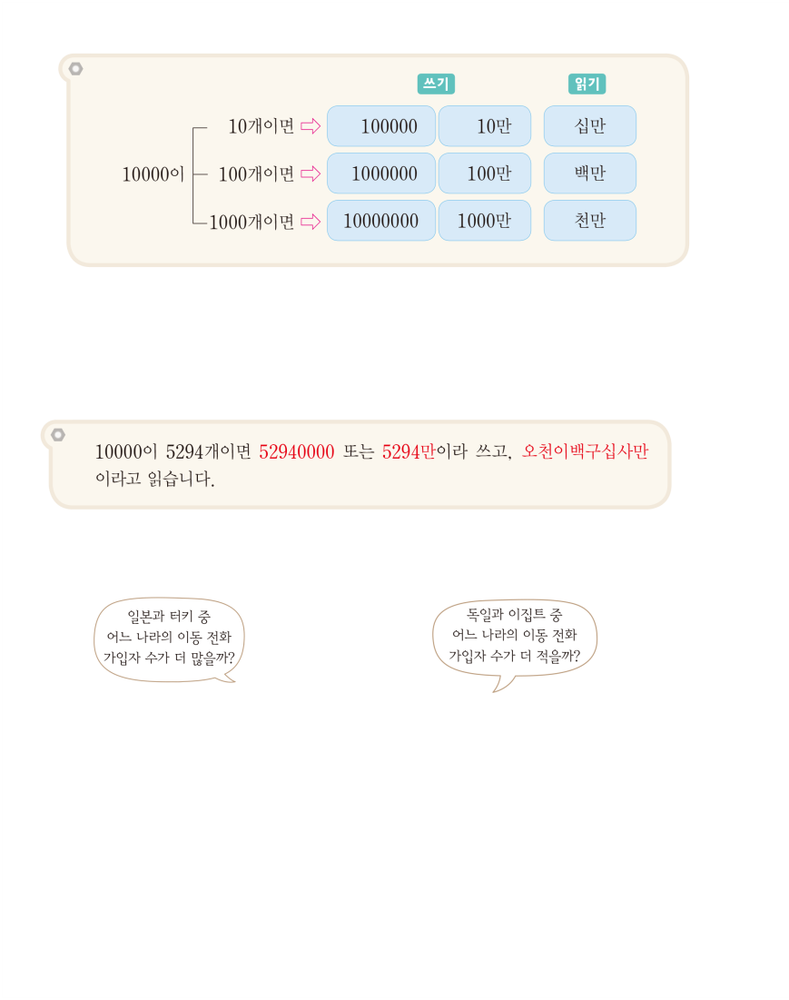 쓰기 읽기
10000이
10개이면 100000 10만 십만
100개이면 1000000 100만 백만
1000개이면 10000000 1000만 천만
10000이 5294개이면 52940000 또는 5294만이라 쓰고, 오천이백구십사만
이라고 읽습니다.
일본과 터키 중
어느 나라의 이동 전화
가입자 수가 더 많을까?
독일과 이집트 중
어느 나라의 이동 전화
가입자 수가 더 적을까?